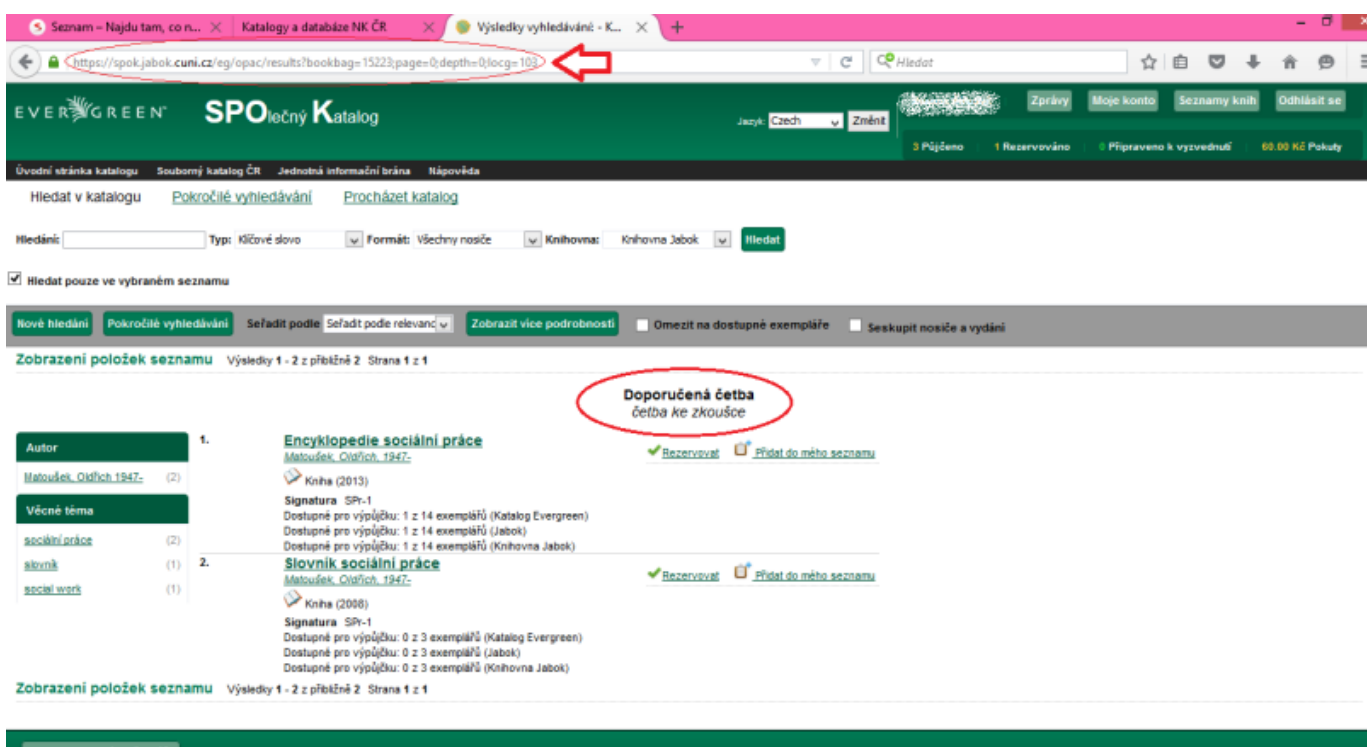 Seznam – Najdu tam, co n... Katalogy a databáze NK ČR Výsledky vyhledávání: - K...
https://spok.jabok.cuni.cz/eg/opac/results?bookbag=15223;page=0;depth=0;locg=103 Hledat
EVERGREEN SPOlečný Katalog Jazyk: Czech Změnit Zprávy Moje konto Seznamy knih Odhlásit se
3 Půjčeno 1 Rezervováno 0 Připraveno k vyzvednutí 60.00 Kč Pokuty
Úvodní stránka katalogu Souborný katalog ČR Jednotná informační brána Nápověda
Hledat v katalogu Pokročilé vyhledávání Procházet katalog
Hledání: Typ: Klíčové slovo Formát: Všechny nosiče Knihovna: Knihovna Jabok Hledat
Hledat pouze ve vybraném seznamu
Nové hledání Pokročilé vyhledávání Seřadit podle Seřadit podle relevanc Zobrazit více podrobností Omezit na dostupné exempláře Seskupit nosiče a vydání
Zobrazení položek seznamu Výsledky 1 - 2 z přibližně 2 Strana 1 z 1
Doporučená četba
četba ke zkoušce
Autor
Matoušek, Oldřich, 1947- (2)
Věcné téma
sociální práce (2)
slovník (1)
social work (1)
1. Encyklopedie sociální práce
Matoušek, Oldřich, 1947- Rezervovat Přidat do mého seznamu
Kniha (2013)
Signatura SPr-1
Dostupné pro výpůjčku: 1 z 14 exemplářů (Katalog Evergreen)
Dostupné pro výpůjčku: 1 z 14 exemplářů (Jabok)
Dostupné pro výpůjčku: 1 z 14 exemplářů (Knihovna Jabok)
2. Slovník sociální práce
Matoušek, Oldřich, 1947- Rezervovat Přidat do mého seznamu
Kniha (2008)
Signatura SPr-1
Dostupné pro výpůjčku: 0 z 3 exemplářů (Katalog Evergreen)
Dostupné pro výpůjčku: 0 z 3 exemplářů (Jabok)
Dostupné pro výpůjčku: 0 z 3 exemplářů (Knihovna Jabok)
Zobrazení položek seznamu Výsledky 1 - 2 z přibližně 2 Strana 1 z 1